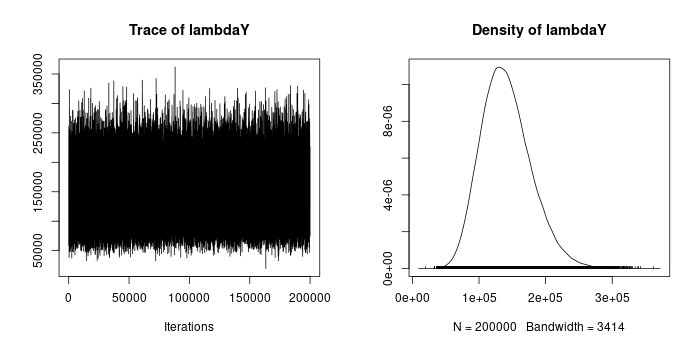 Trace of lambdaY
50000 150000 250000 350000
0 50000 100000 150000 200000
Iterations
Density of lambdaY
0e+00 4e-06 8e-06
0e+00 1e+05 2e+05 3e+05
N = 200000 Bandwidth = 3414